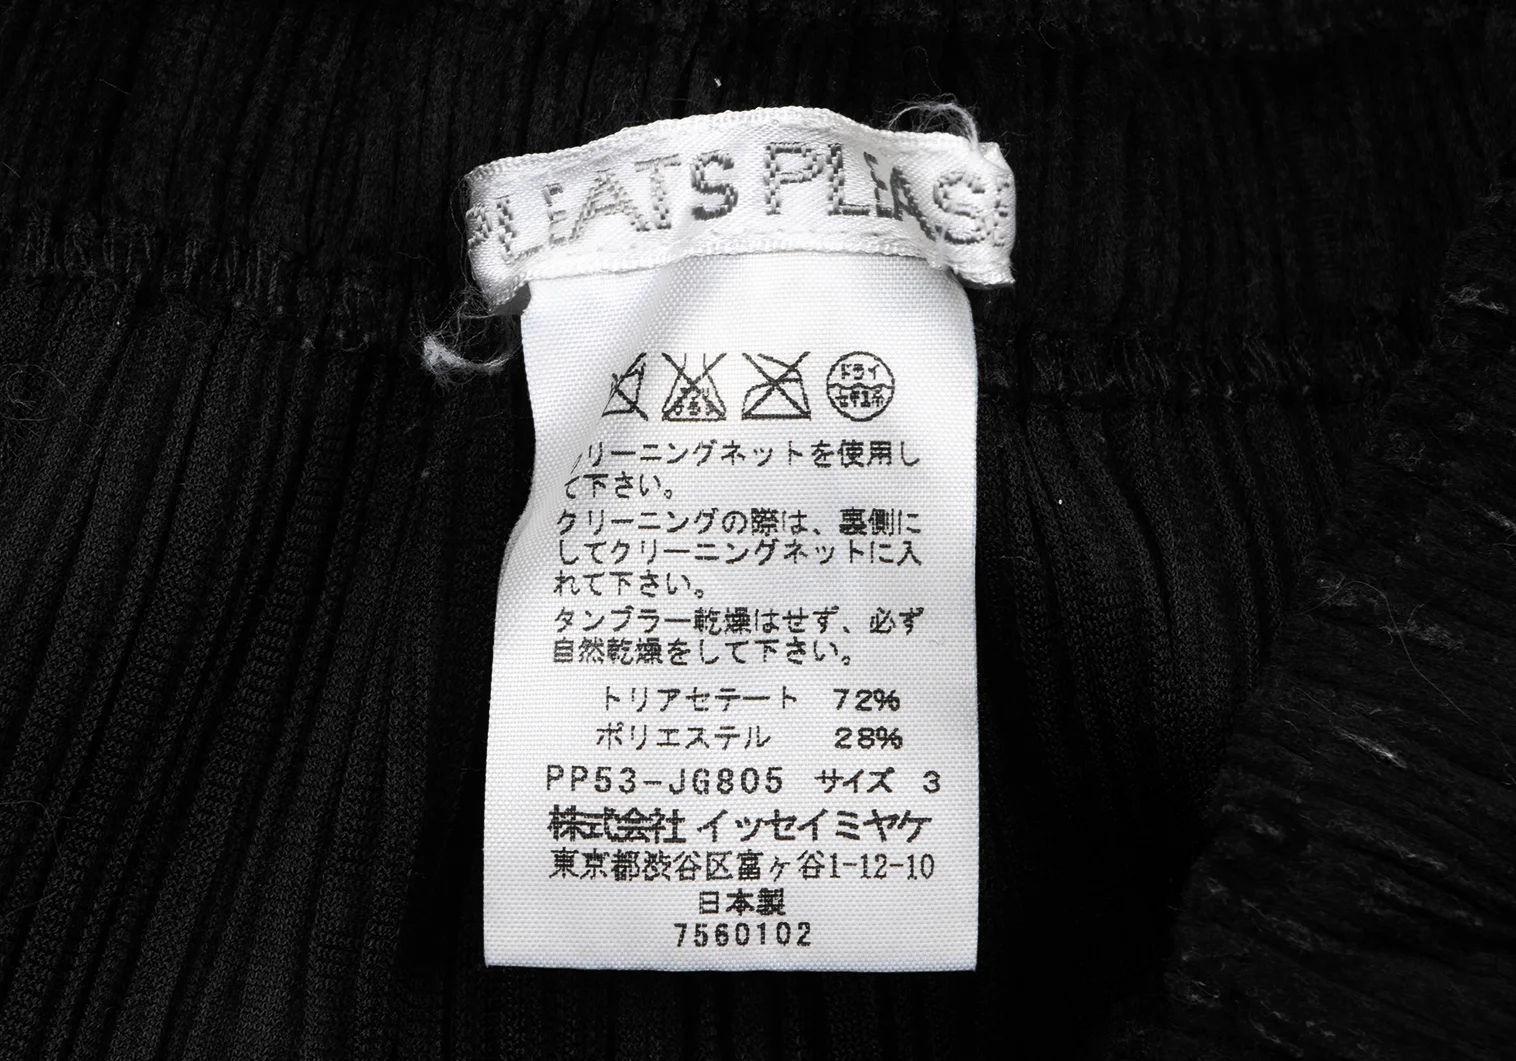 PLEATS PLEASE
ドライ
セキユ系
クリーニングネットを使用し
て下さい。
クリーニングの際は、裏側に
してクリーニングネットに入
れて下さい。
タンブラー乾燥はせず、必ず
自然乾燥をして下さい。
トリアセテート 72%
ポリエステル 28%
PP53-JG805 サイズ 3
株式会社 イッセイミヤケ
東京都渋谷区富ヶ谷1-12-10
日本製
7560102